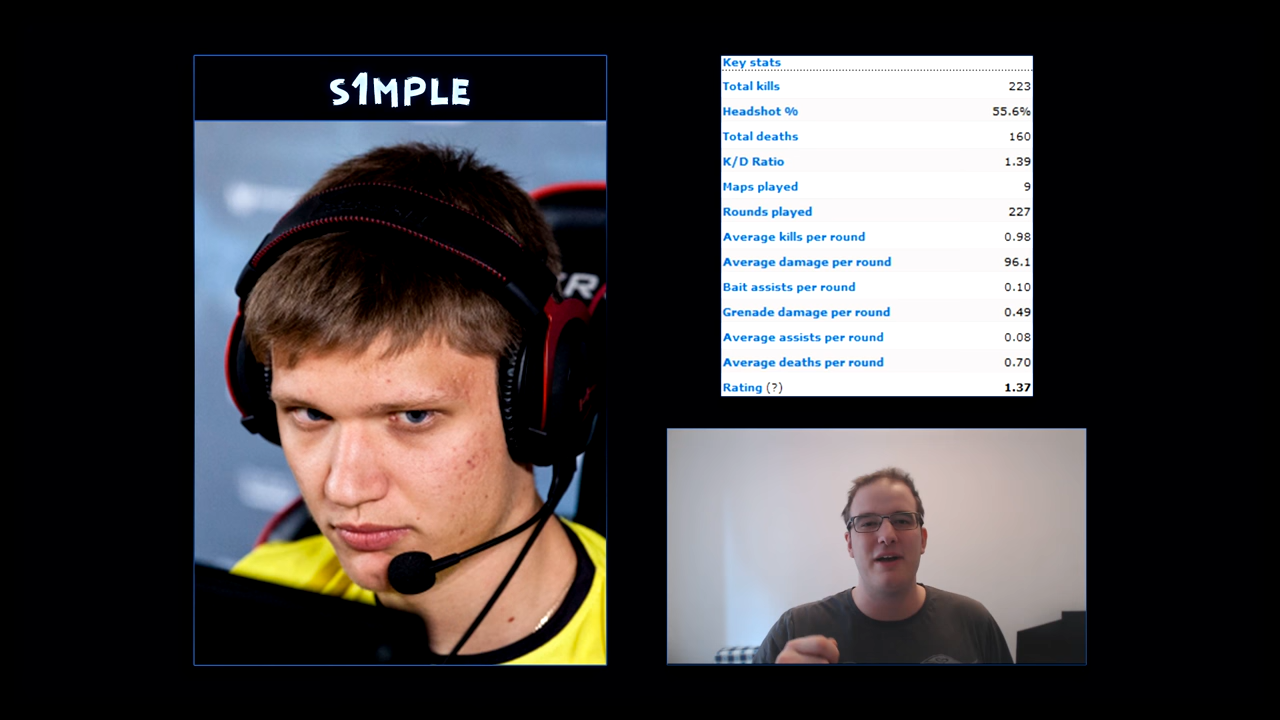 S1MPLE
Key stats
Total kills 223
Headshot % 55.6%
Total deaths 160
K/D Ratio 1.39
Maps played 9
Rounds played 227
Average kills per round 0.98
Average damage per round 96.1
Bait assists per round 0.10
Grenade damage per round 0.49
Average assists per round 0.08
Average deaths per round 0.70
Rating (?) 1.37